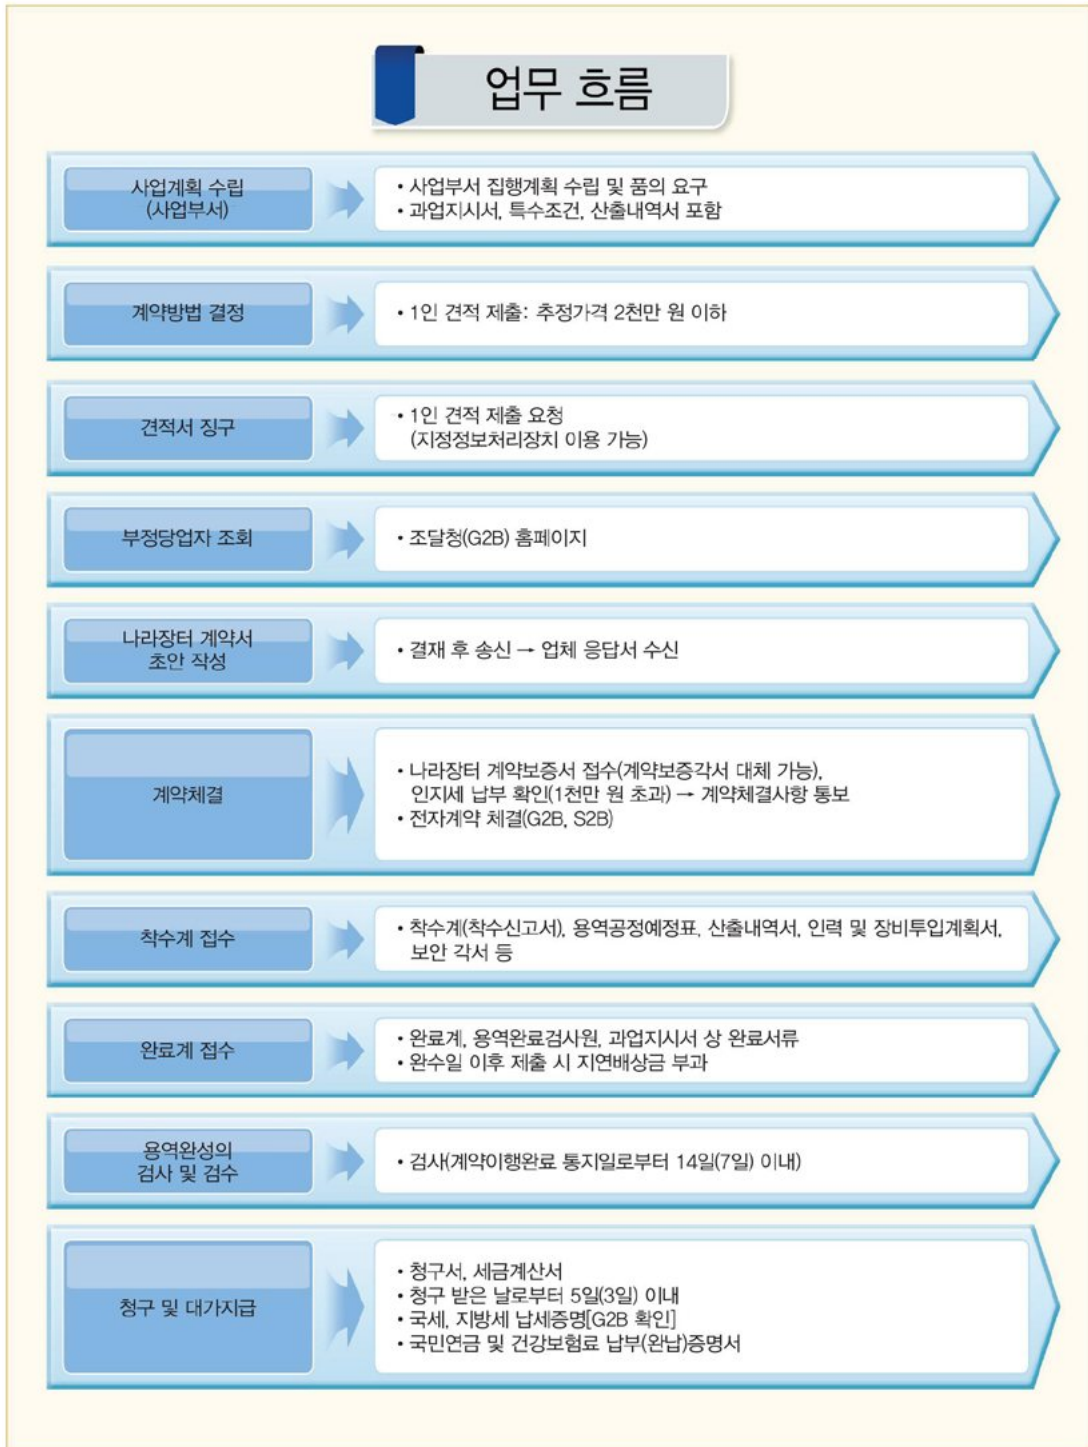 업무 흐름
사업계획 수립
(사업부서)
• 사업부서 집행계획 수립 및 품의 요구
• 과업지시서, 특수조건, 산출내역서 포함
계약방법 결정
• 1인 견적 제출: 추정가격 2천만 원 이하
견적서 징구
• 1인 견적 제출 요청
(지정정보처리장치 이용 가능)
부정당업자 조회
• 조달청(G2B) 홈페이지
나라장터 계약서
초안 작성
• 결재 후 송신 → 업체 응답서 수신
계약체결
• 나라장터 계약보증서 접수(계약보증각서 대체 가능),
인지세 납부 확인(1천만 원 초과) → 계약체결사항 통보
• 전자계약 체결(G2B, S2B)
착수계 접수
• 착수계(착수신고서), 용역공정예정표, 산출내역서, 인력 및 장비투입계획서,
보안 각서 등
완료계 접수
• 완료계, 용역완료검사원, 과업지시서 상 완료서류
• 완수일 이후 제출 시 지연배상금 부과
용역완성의
검사 및 검수
• 검사(계약이행완료 통지일로부터 14일(7일) 이내)
청구 및 대가지급
• 청구서, 세금계산서
• 청구 받은 날로부터 5일(3일) 이내
• 국세, 지방세 납세증명[G2B 확인]
• 국민연금 및 건강보험료 납부(완납)증명서